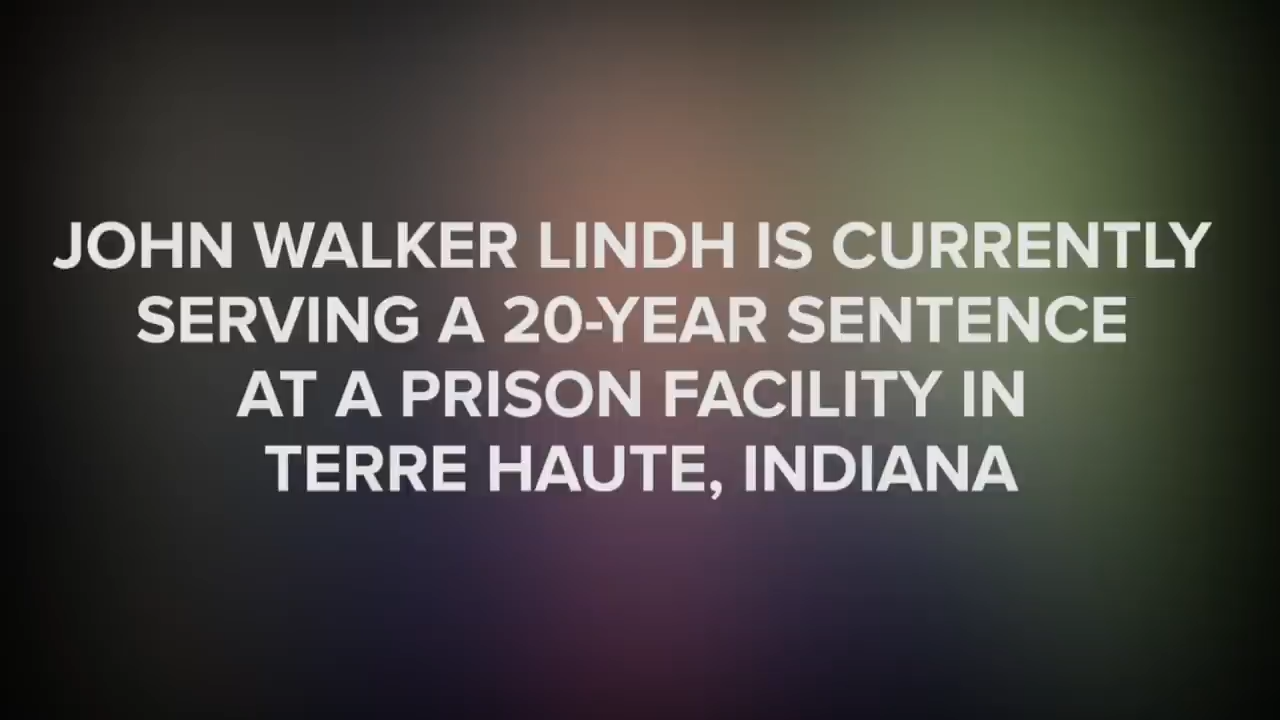 JOHN WALKER LINDH IS CURRENTLY
SERVING A 20-YEAR SENTENCE
AT A PRISON FACILITY IN
TERRE HAUTE, INDIANA